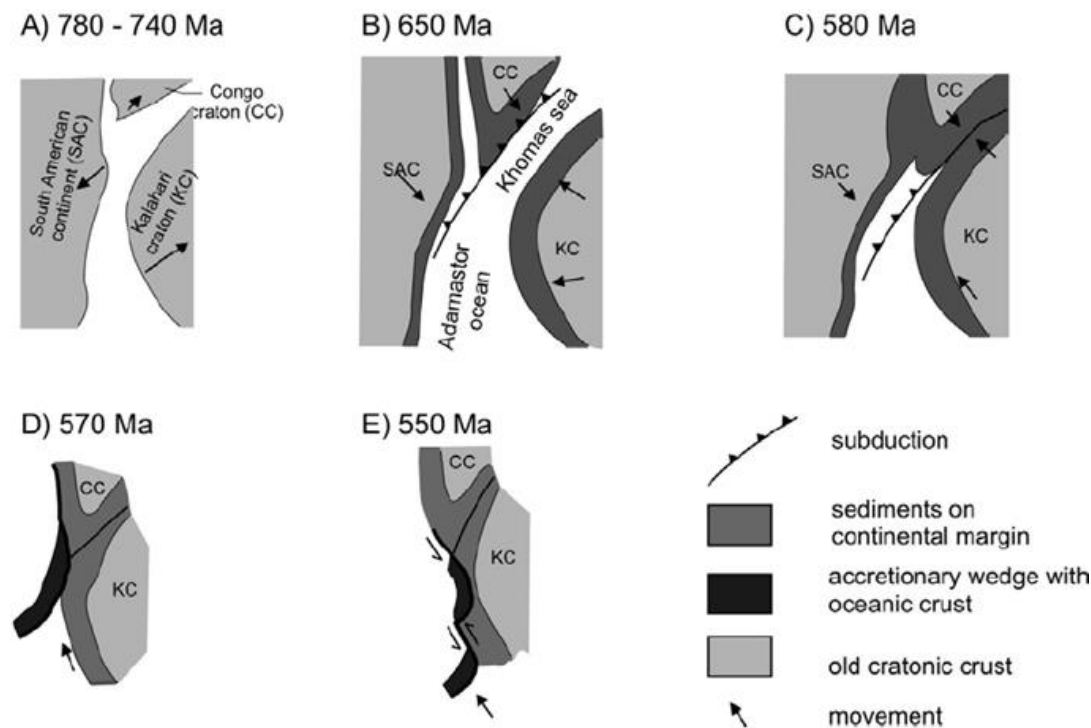 A) 780 - 740 Ma
Congo
craton (CC)
South American
continent (SAC)
Kalahari
craton (KC)
B) 650 Ma
CC
Khomas sea
SAC
KC
Adamastor
ocean
C) 580 Ma
CC
SAC
KC
D) 570 Ma
CC
KC
E) 550 Ma
CC
KC
subduction
sediments on
continental margin
accretionary wedge with
oceanic crust
old cratonic crust
movement